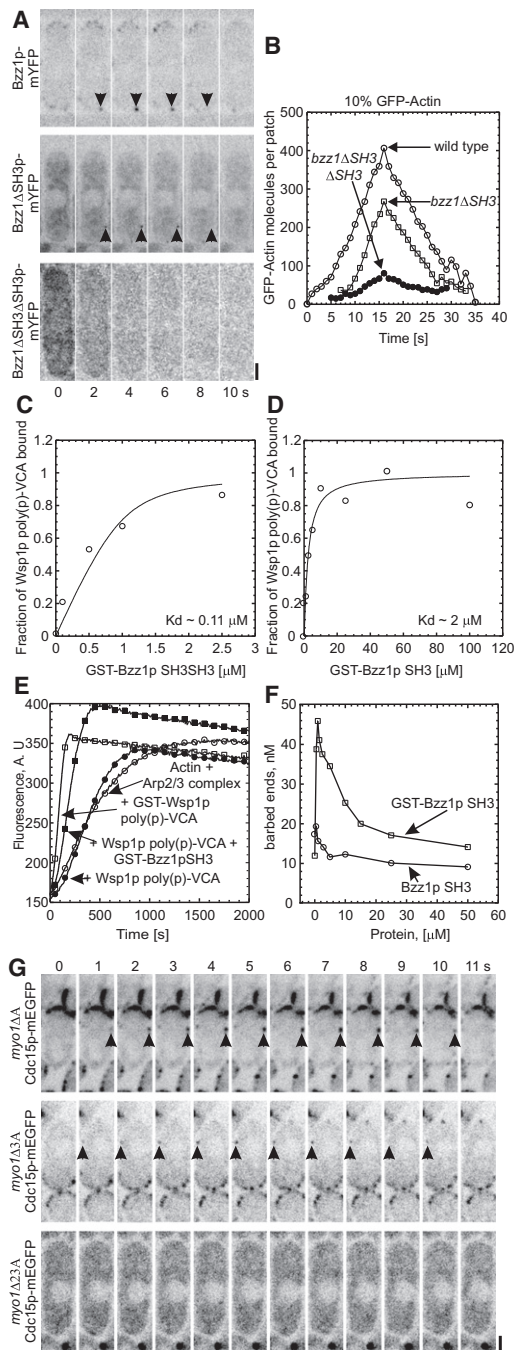 A
Bzz1p-
mYFP
Bzz1ΔSH3p-
mYFP
Bzz1ΔSH3ΔSH3p-
mYFP
0 2 4 6 8 10 s
B
10% GFP-Actin
GFP-Actin molecules per patch
500
400
300
200
100
0
bzz1ΔSH3
ΔSH3
wild type
bzz1ΔSH3
0 5 10 15 20 25 30 35 40
Time [s]
C
Fraction of Wsp1p poly(p)-VCA bound
1.2
1
0.8
0.6
0.4
0.2
0
Kd ~ 0.11 μM
0 0.5 1.0 1.5 2.0 2.5 3.0
GST-Bzz1p SH3SH3 [μM]
D
Fraction of Wsp1p poly(p)-VCA bound
1.2
1
0.8
0.6
0.4
0.2
0
Kd ~ 2 μM
0 20 40 60 80 100 120
GST-Bzz1p SH3 [μM]
E
Fluorescence, A. U
400
350
300
250
200
150
Actin +
Arp2/3 complex
+ GST-Wsp1p
poly(p)-VCA
+ Wsp1p poly(p)-VCA +
GST-Bzz1pSH3
+ Wsp1p poly(p)-VCA
0 500 1000 1500 2000
Time [s]
F
barbed ends, nM
50
40
30
20
10
0
GST-Bzz1p SH3
Bzz1p SH3
0 10 20 30 40 50 60
Protein, [μM]
G
0 1 2 3 4 5 6 7 8 9 10 11 s
myo1ΔA
Cdc15p-mEGFP
myo1Δ3A
Cdc15p-mEGFP
myo1Δ23A
Cdc15p-mEGFP